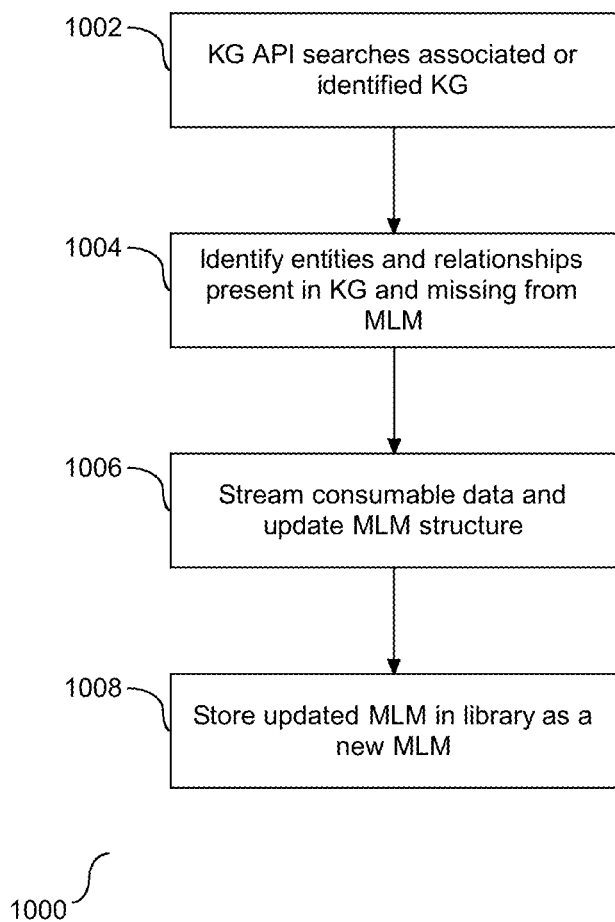 1002
KG API searches associated or
identified KG
1004
Identify entities and relationships
present in KG and missing from
MLM
1006
Stream consumable data and
update MLM structure
1008
Store updated MLM in library as a
new MLM
1000